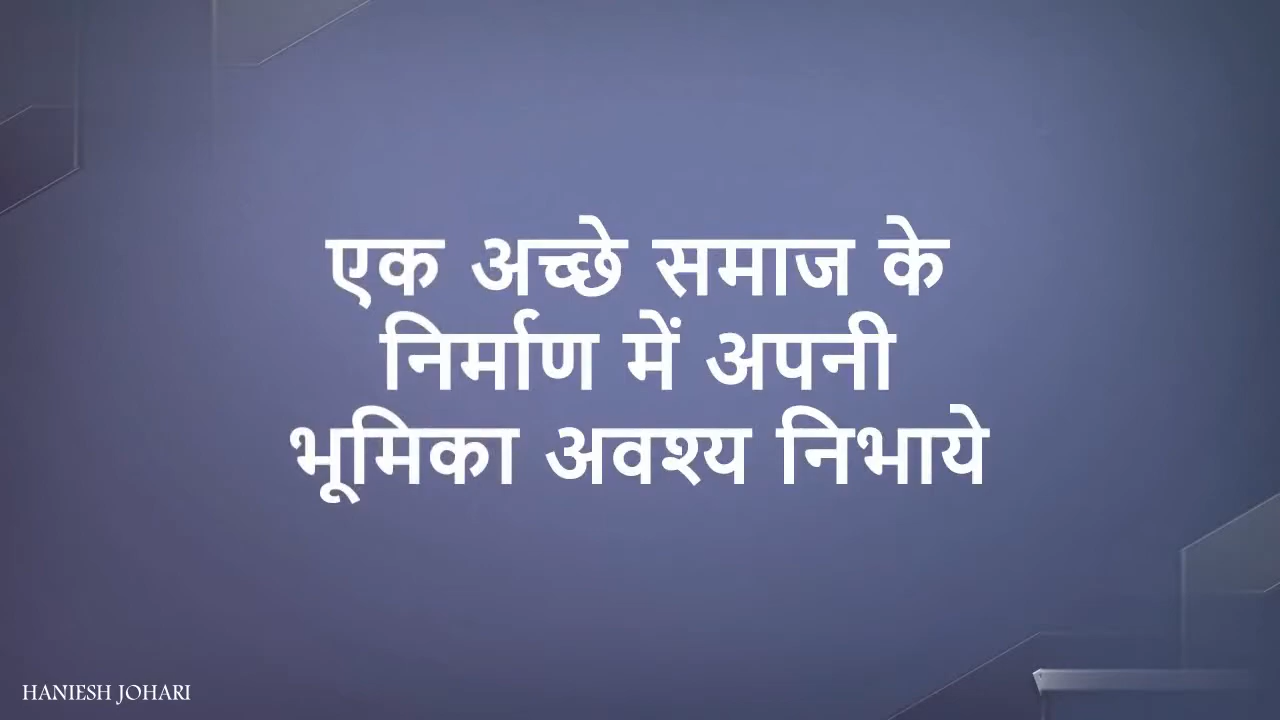 एक अच्छे समाज के
निर्माण में अपनी
भूमिका अवश्य निभाये
HANIESH JOHARI